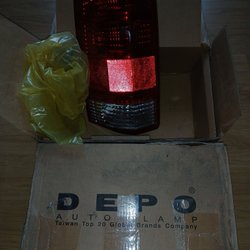 DEPO
AUTO LAMP
Taiwan Top 20 Global Brands Company